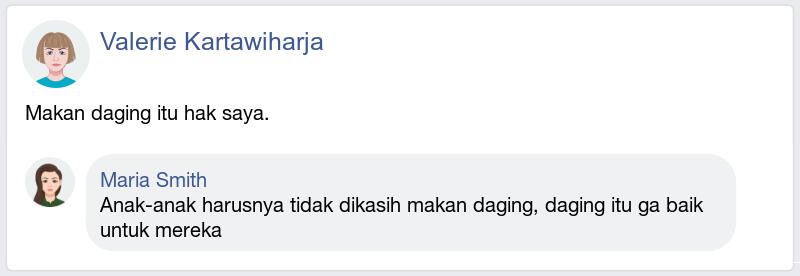 Valerie Kartawiharja
Makan daging itu hak saya.
Maria Smith
Anak-anak harusnya tidak dikasih makan daging, daging itu ga baik
untuk mereka